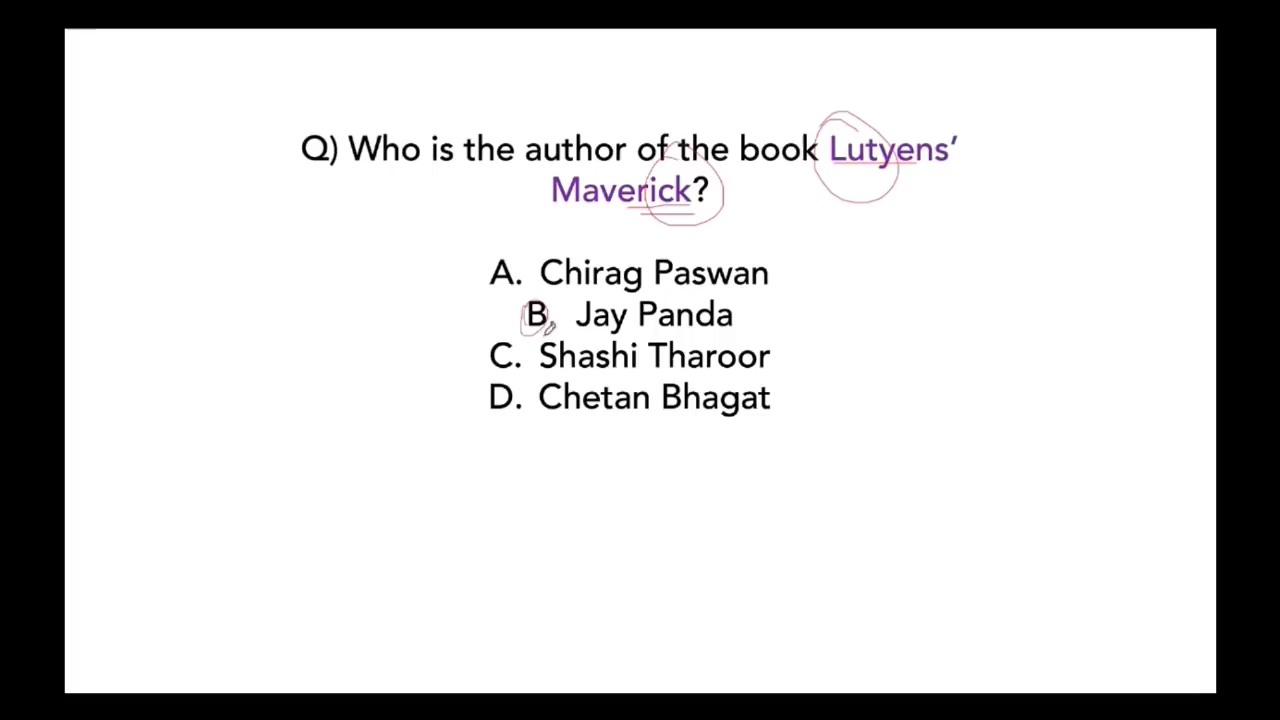 Q) Who is the author of the book Lutyens’
Maverick?
A. Chirag Paswan
B. Jay Panda
C. Shashi Tharoor
D. Chetan Bhagat